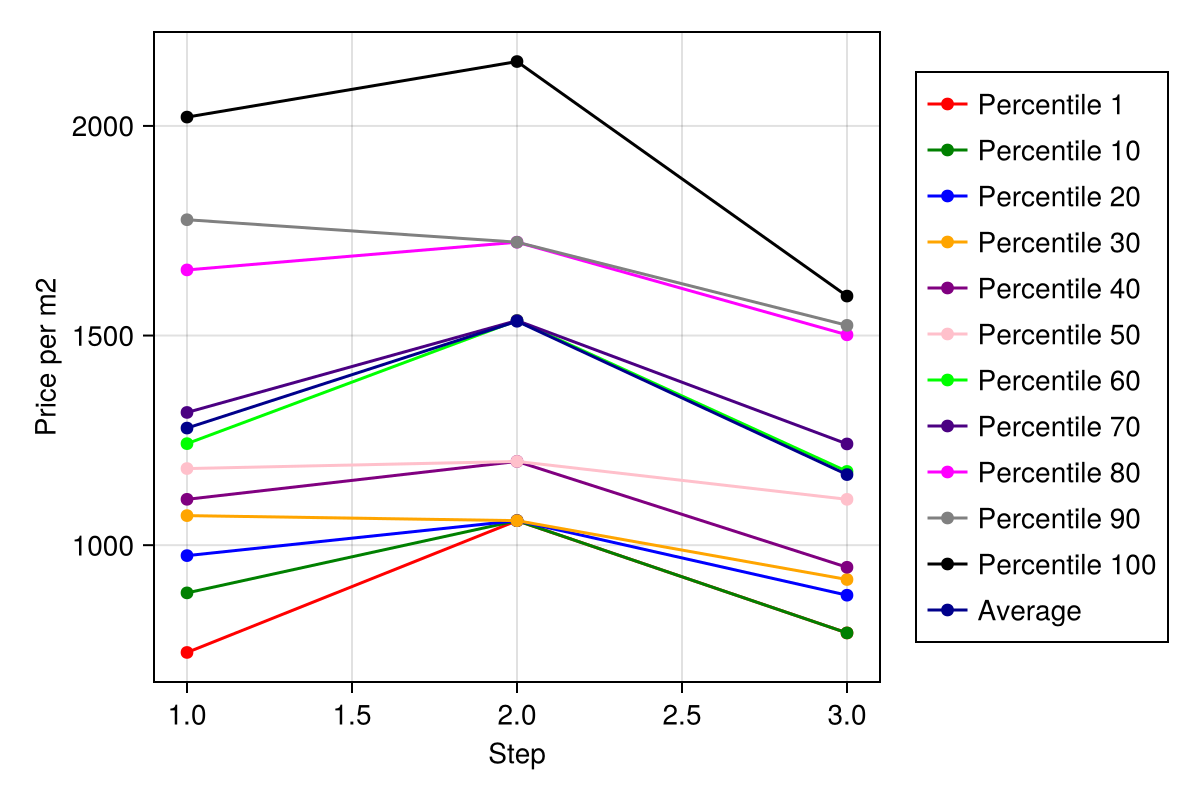 2000
1500
1000
Price per m2
1.0 1.5 2.0 2.5 3.0
Step
Percentile 1
Percentile 10
Percentile 20
Percentile 30
Percentile 40
Percentile 50
Percentile 60
Percentile 70
Percentile 80
Percentile 90
Percentile 100
Average